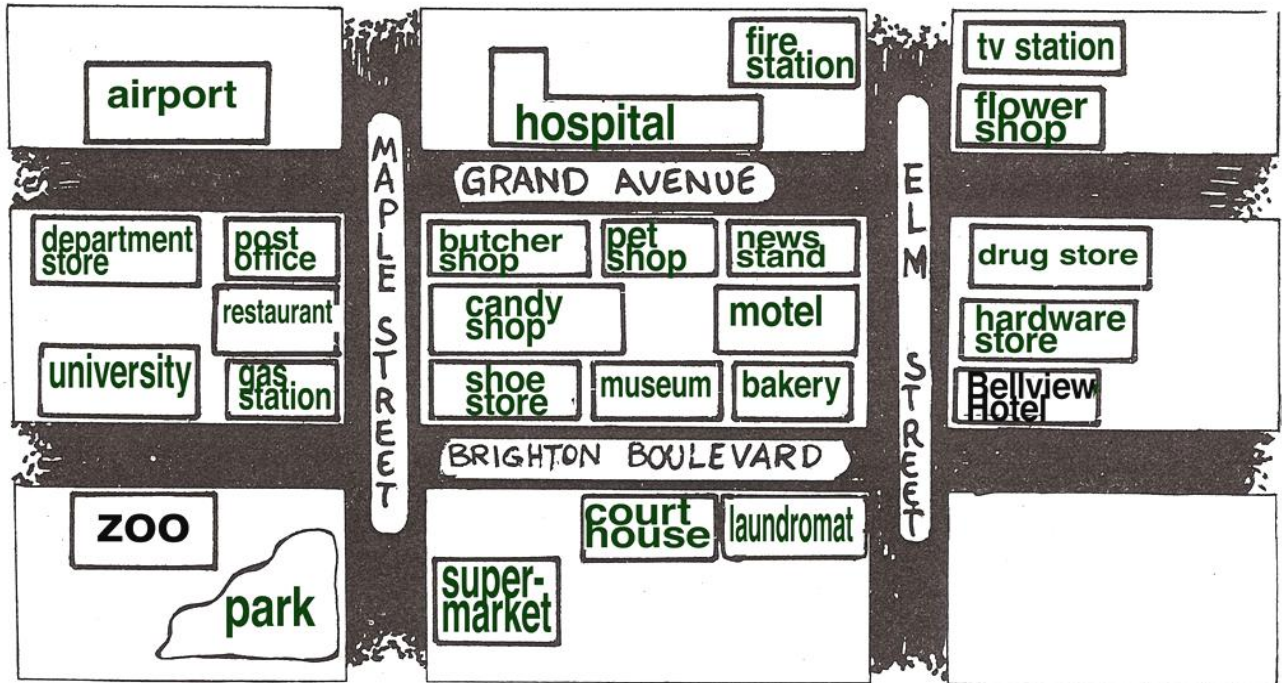 airport
MAPLE STREET
fire
station
hospital
tv station
flower
shop
GRAND AVENUE
ELM STREET
department
store
post
office
restaurant
university
gas
station
butcher
shop
pet
shop
news
stand
candy
shop
motel
shoe
store
museum
bakery
drug store
hardware
store
Bellview
Hotel
BRIGHTON BOULEVARD
zoo
park
court
house
laundromat
super-
market